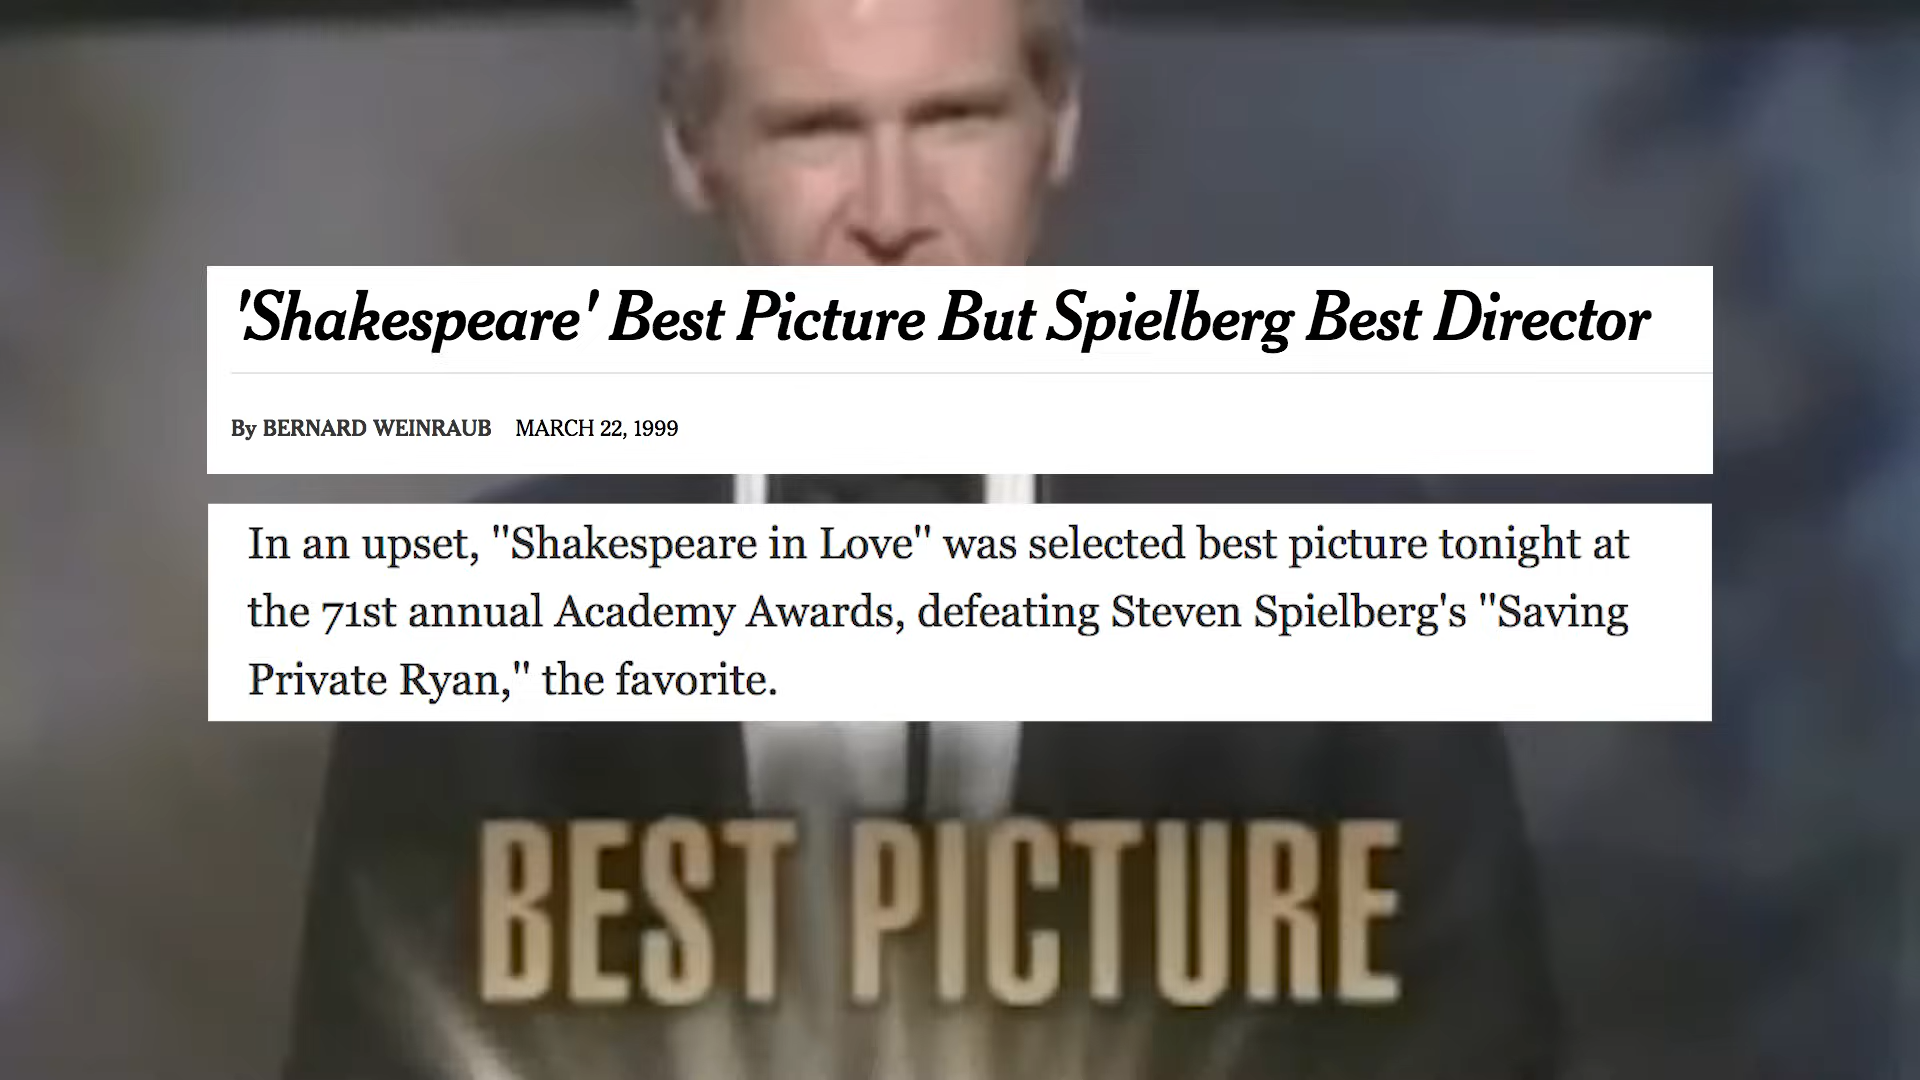 'Shakespeare' Best Picture But Spielberg Best Director
By BERNARD WEINRAUB MARCH 22, 1999
In an upset, "Shakespeare in Love" was selected best picture tonight at
the 71st annual Academy Awards, defeating Steven Spielberg's "Saving
Private Ryan," the favorite.
BEST PICTURE